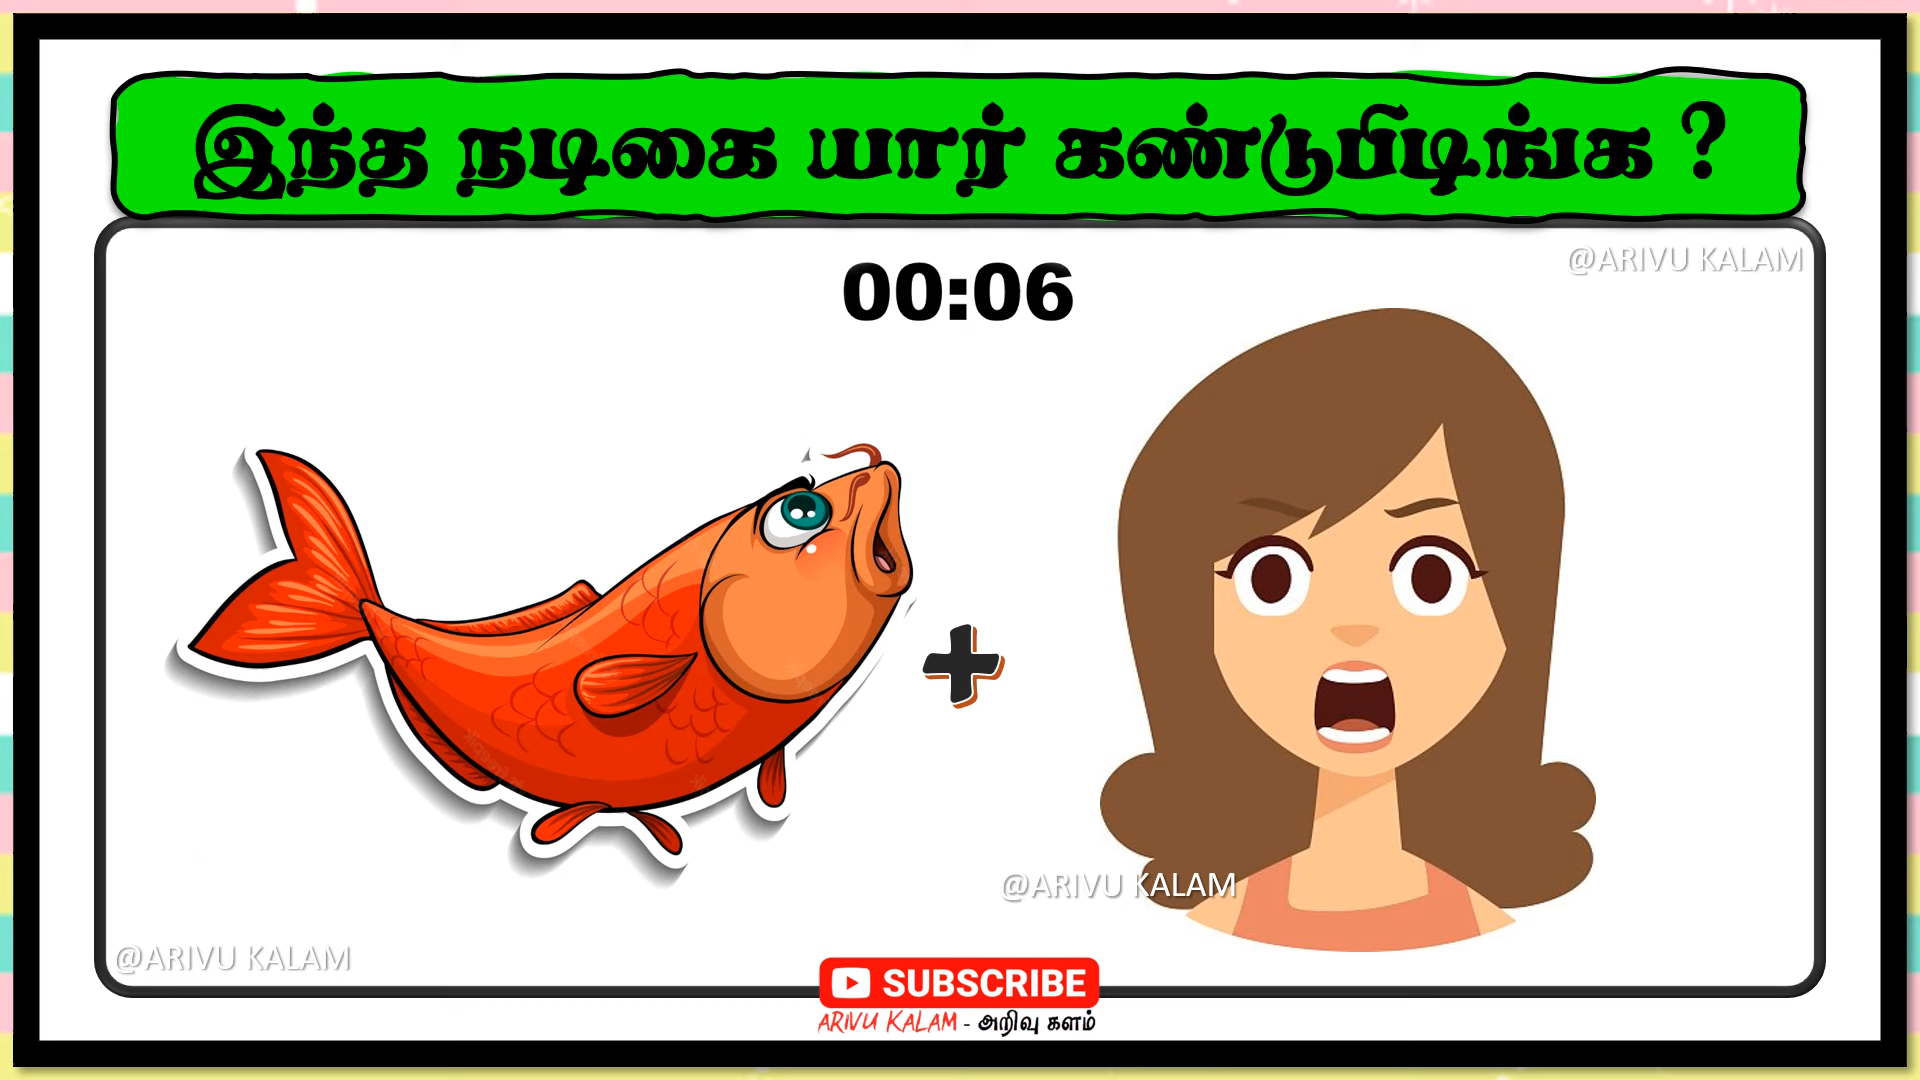 இந்த நடிகை யார் கண்டுபிடிங்க ?
@ARIVU KALAM
00:06
@ARIVU KALAM
@ARIVU KALAM
SUBSCRIBE
ARIVU KALAM - அறிவு களம்